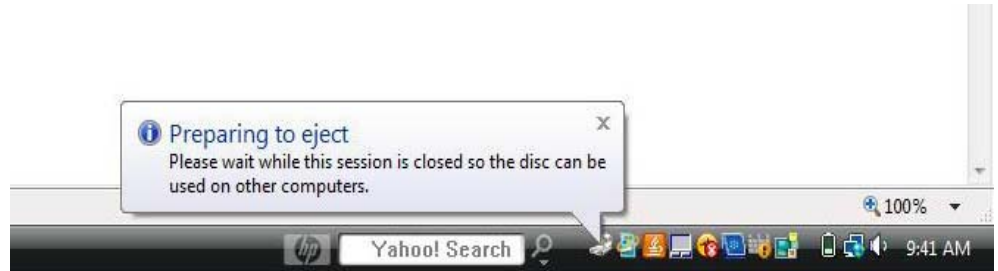 Preparing to eject
Please wait while this session is closed so the disc can be
used on other computers.
100%
hp
Yahoo! Search
9:41 AM